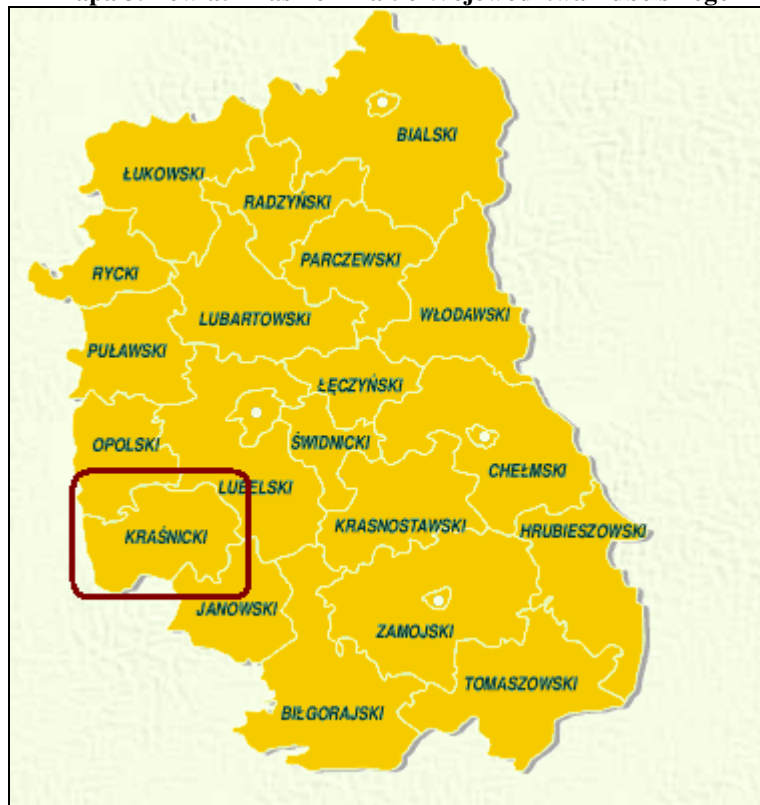 BIALSKI
ŁUKOWSKI
RADZYŃSKI
PARCZEWSKI
RYCKI
WŁODAWSKI
LUBARTOWSKI
PUŁAWSKI
ŁĘCZYŃSKI
OPOLSKI
ŚWIDNICKI
CHEŁMSKI
LUBELSKI
KRASNOSTAWSKI
HRUBIESZOWSKI
KRAŚNICKI
JANOWSKI
ZAMOJSKI
TOMASZOWSKI
BIŁGORAJSKI